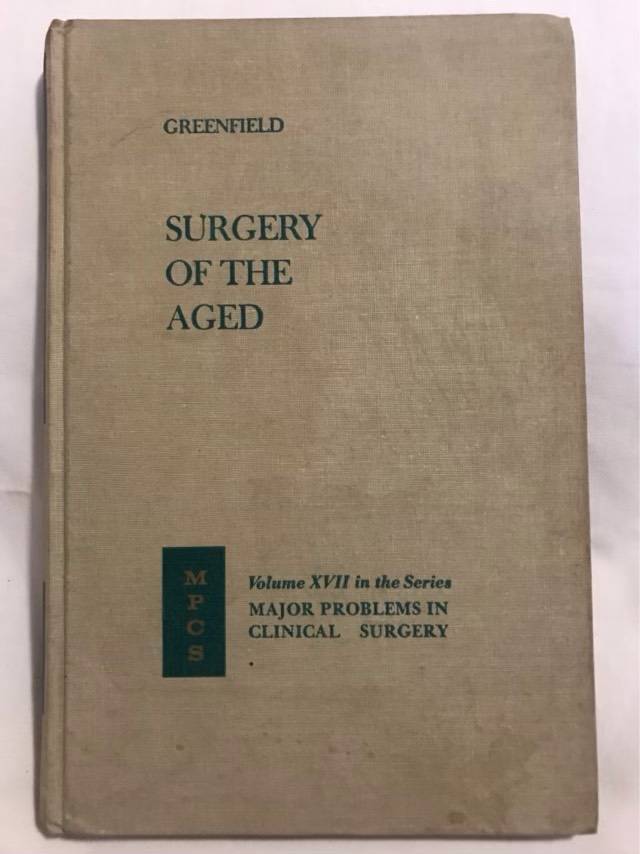 GREENFIELD
SURGERY
OF THE
AGED
M
P
C
S
Volume XVII in the Series
MAJOR PROBLEMS IN
CLINICAL SURGERY